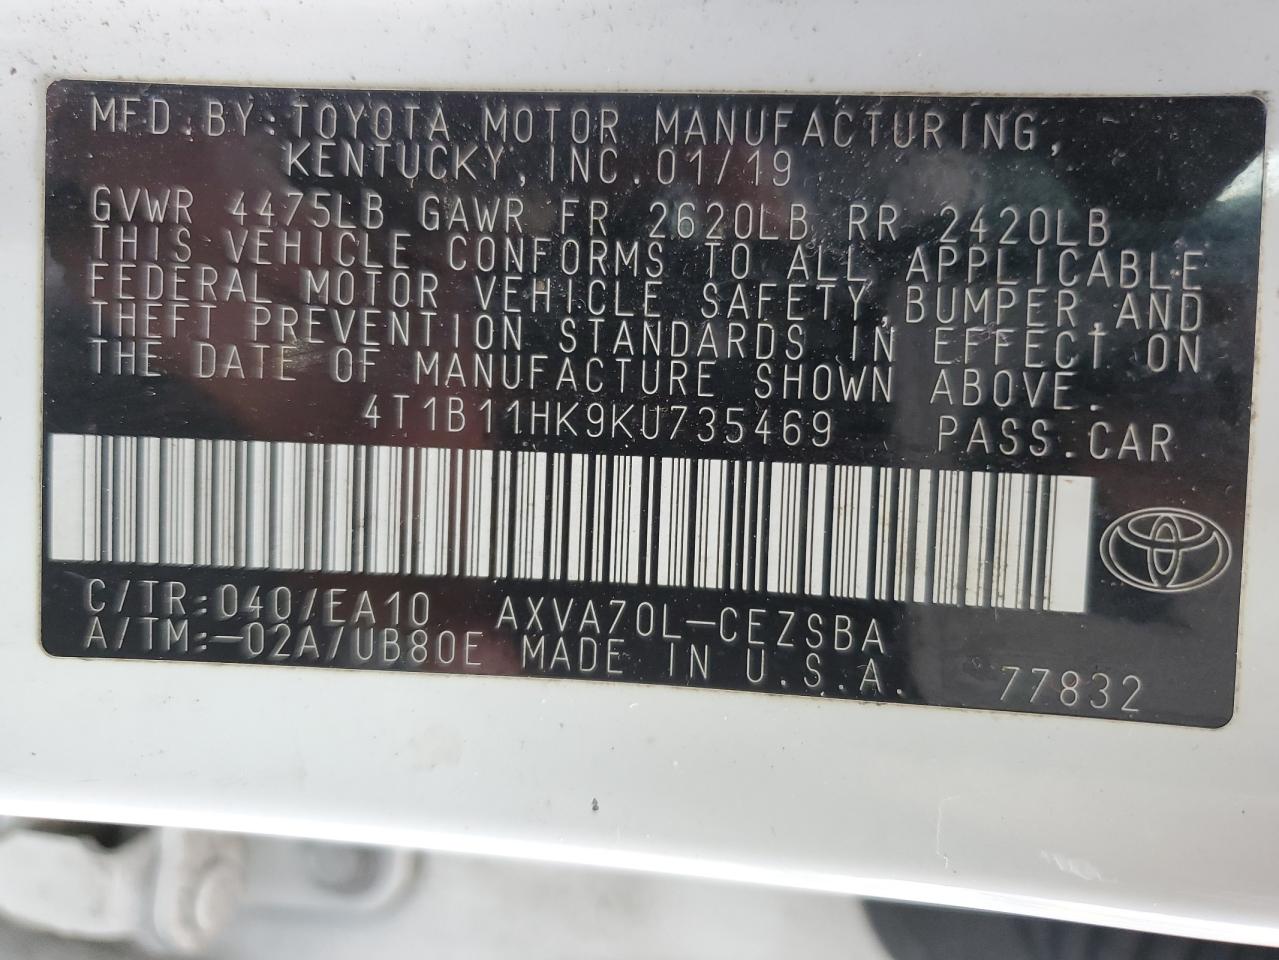 MFD.BY:TOYOTA MOTOR MANUFACTURING,
KENTUCKY,INC.01/19
GVWR 4475LB GAWR FR 2620LB RR 2420LB
THIS VEHICLE CONFORMS TO ALL APPLICABLE
FEDERAL MOTOR VEHICLE SAFETY,BUMPER,AND
THEFT PREVENTION STANDARDS IN EFFECT ON
THE DATE OF MANUFACTURE SHOWN ABOVE.
4T1B11HK9KU735469 PASS.CAR
C/TR:040/EA10 AXVA70L-CEZSBA
A/TM:-02A/UB80E MADE IN U.S.A. 77832